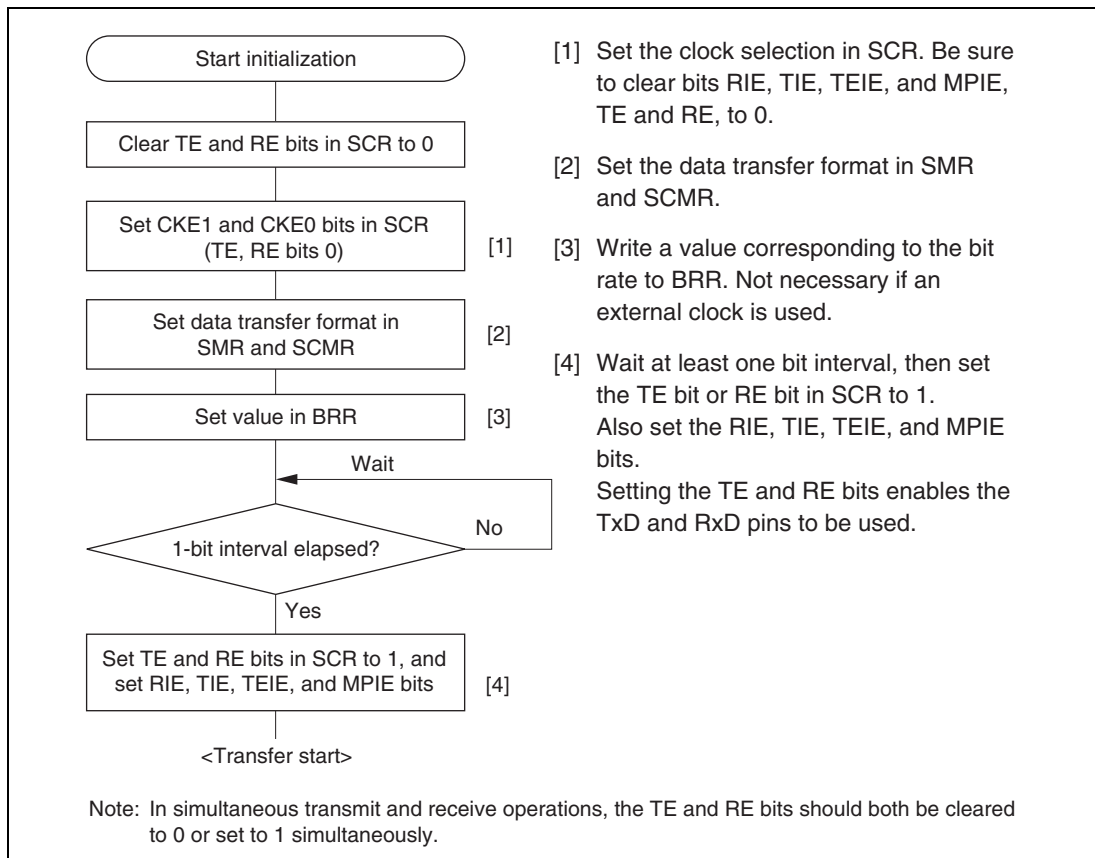 Start initialization
Clear TE and RE bits in SCR to 0
Set CKE1 and CKE0 bits in SCR
(TE, RE bits 0)
[1]
Set data transfer format in
SMR and SCMR
[2]
Set value in BRR
[3]
Wait
No
1-bit interval elapsed?
Yes
Set TE and RE bits in SCR to 1, and
set RIE, TIE, TEIE, and MPIE bits
[4]
<Transfer start>
[1] Set the clock selection in SCR. Be sure
to clear bits RIE, TIE, TEIE, and MPIE,
TE and RE, to 0.
[2] Set the data transfer format in SMR
and SCMR.
[3] Write a value corresponding to the bit
rate to BRR. Not necessary if an
external clock is used.
[4] Wait at least one bit interval, then set
the TE bit or RE bit in SCR to 1.
Also set the RIE, TIE, TEIE, and MPIE
bits.
Setting the TE and RE bits enables the
TxD and RxD pins to be used.
Note: In simultaneous transmit and receive operations, the TE and RE bits should both be cleared
to 0 or set to 1 simultaneously.